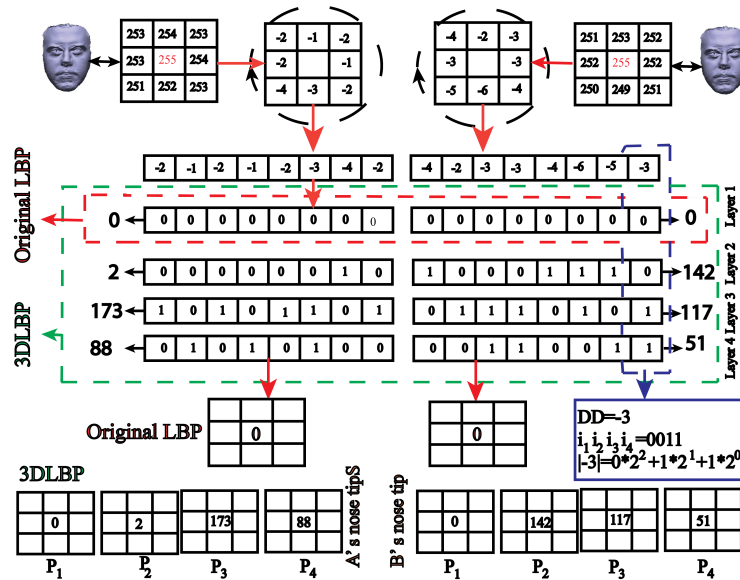 253 254 253
253 255 254
251 252 253
-2 -1 -2
-2 -1
-4 -3 -2
-4 -2 -3
-3 -3
-5 -6 -4
251 253 252
252 255 252
250 249 251
-2 -1 -2 -1 -2 -3 -4 -2
-4 -2 -3 -3 -4 -6 -5 -3
Original LBP
0 0 0 0 0 0 0 0 0
0 0 0 0 0 0 0 0 0
Layer 1
2 0 0 0 0 0 0 1 0
1 0 0 0 1 1 1 0 142
Layer 2
173 1 0 1 0 1 1 0 1
0 1 1 1 0 1 0 1 117
Layer 3
88 0 1 0 1 0 1 0 0
0 0 1 1 0 0 1 1 51
Layer 4
3DLBP
Original LBP
0
0
DD=-3
i1 i2 i3 i4 =0011
|-3|=0*2^2+1*2^1+1*2^0
3DLBP
0
2
173
88
A' s nose tipS
B' s nose tip
0
142
117
51
P1
P2
P3
P4
P1
P2
P3
P4